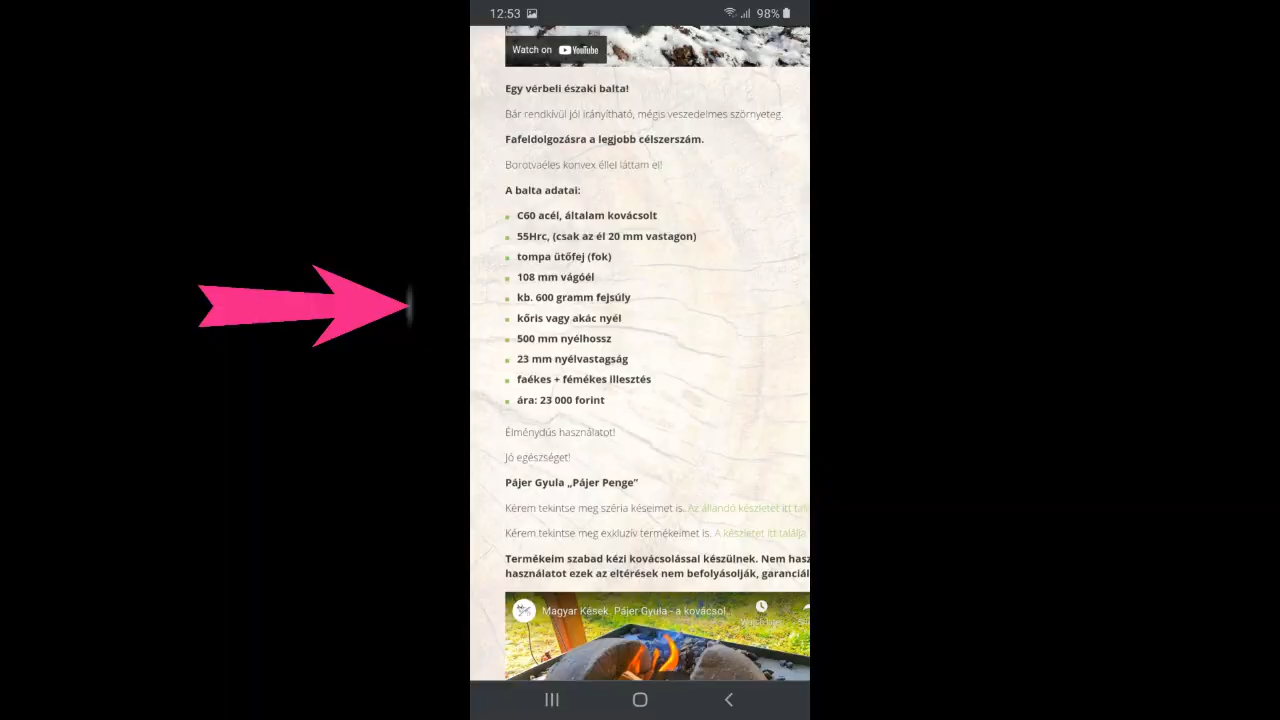 12:53 98%
Watch on YouTube
Egy vérbeli északi balta!
Bár rendkívül jól irányítható, mégis veszedelmes szörnyeteg.
Fafeldolgozásra a legjobb célszerszám.
Borotvaéles konvex éllel láttam el!
A balta adatai:
C60 acél, általam kovácsolt
55Hrc, (csak az él 20 mm vastagon)
tompa ütőfej (fok)
108 mm vágóél
kb. 600 gramm fejsúly
kőris vagy akác nyél
500 mm nyélhossz
23 mm nyélvastagság
faékes + fémékes illesztés
ára: 23 000 forint
Élménydús használatot!
Jó egészséget!
Pájer Gyula „Pájer Penge”
Kérem tekintse meg széria késeimet is. Az állandó készletet itt talá
Kérem tekintse meg exkluzív termékeimet is. A készletet itt találja.
Termékeim szabad kézi kovácsolással készülnek. Nem hasz
használatot ezek az eltérések nem befolyásolják, garanciál
Magyar Kések, Pájer Gyula - a kovácsol...
Watch later